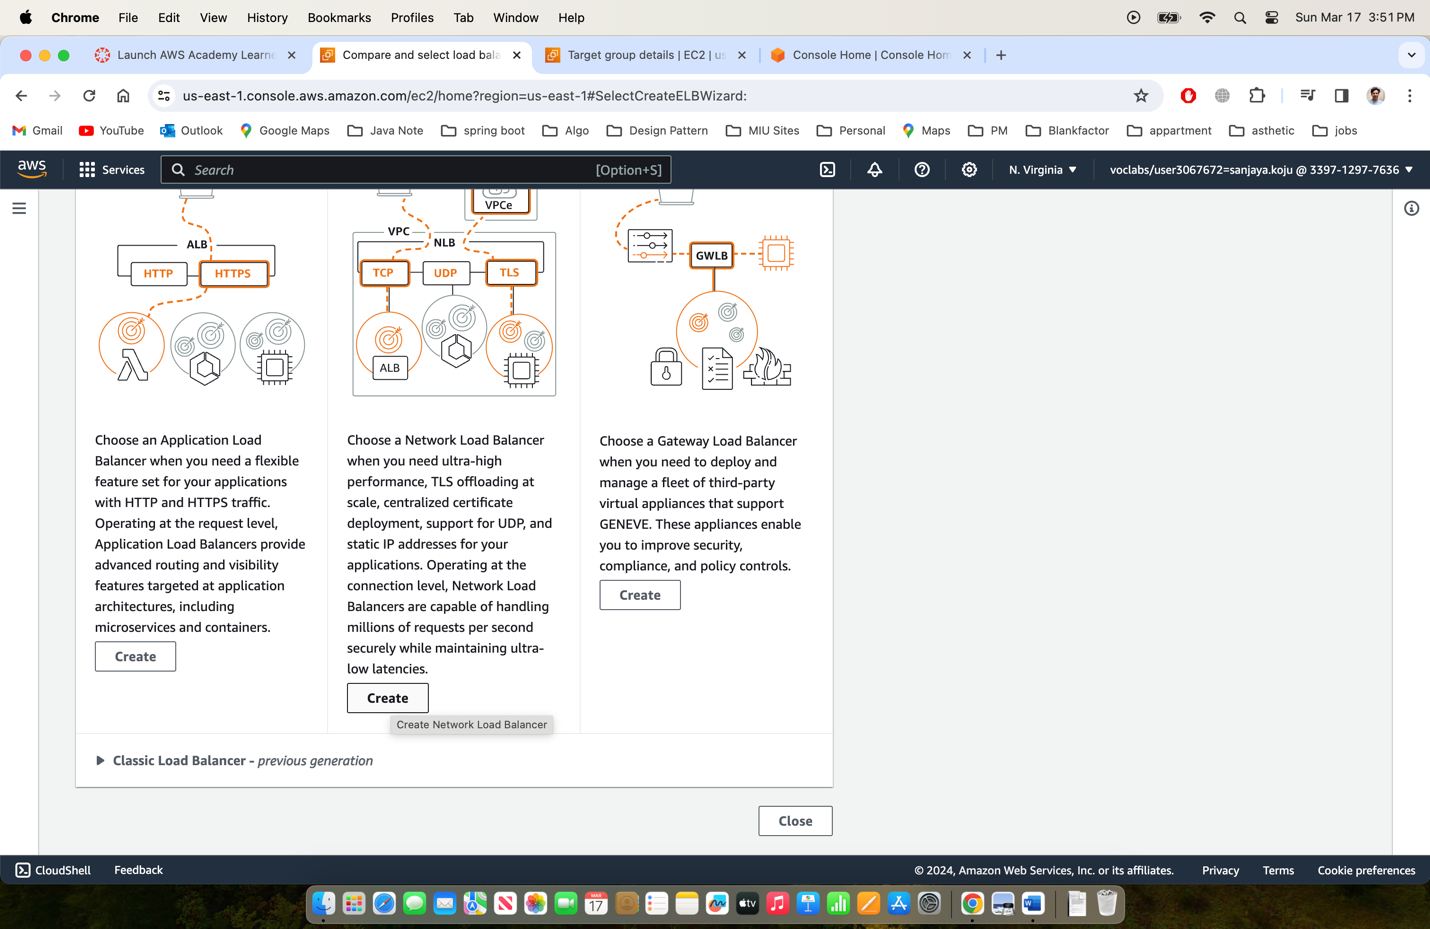 Chrome File Edit View History Bookmarks Profiles Tab Window Help Sun Mar 17 3:51 PM
Launch AWS Academy Learne
Compare and select load bala
Target group details | EC2 | us
Console Home | Console Hom
us-east-1.console.aws.amazon.com/ec2/home?region=us-east-1#SelectCreateELBWizard:
Gmail YouTube Outlook Google Maps Java Note spring boot Algo Design Pattern MIU Sites Personal Maps PM Blankfactor appartment asthetic jobs
aws Services Search [Option+S] N. Virginia voclabs/user3067672=sanjaya.koju @ 3397-1297-7636
ALB
HTTP HTTPS
VPCe
VPC
NLB
TCP UDP TLS
ALB
GWLB
Choose an Application Load
Balancer when you need a flexible
feature set for your applications
with HTTP and HTTPS traffic.
Operating at the request level,
Application Load Balancers provide
advanced routing and visibility
features targeted at application
architectures, including
microservices and containers.
Create
Choose a Network Load Balancer
when you need ultra-high
performance, TLS offloading at
scale, centralized certificate
deployment, support for UDP, and
static IP addresses for your
applications. Operating at the
connection level, Network Load
Balancers are capable of handling
millions of requests per second
securely while maintaining ultra-
low latencies.
Create
Create Network Load Balancer
Choose a Gateway Load Balancer
when you need to deploy and
manage a fleet of third-party
virtual appliances that support
GENEVE. These appliances enable
you to improve security,
compliance, and policy controls.
Create
Classic Load Balancer - previous generation
Close
CloudShell Feedback © 2024, Amazon Web Services, Inc. or its affiliates. Privacy Terms Cookie preferences
MAR
17
tv
W